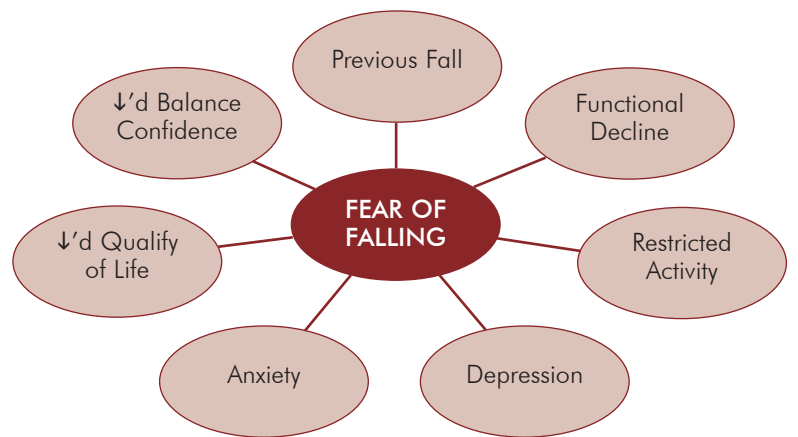 Previous Fall
↓'d Balance
Confidence
Functional
Decline
FEAR OF
FALLING
↓'d Qualify
of Life
Restricted
Activity
Anxiety
Depression